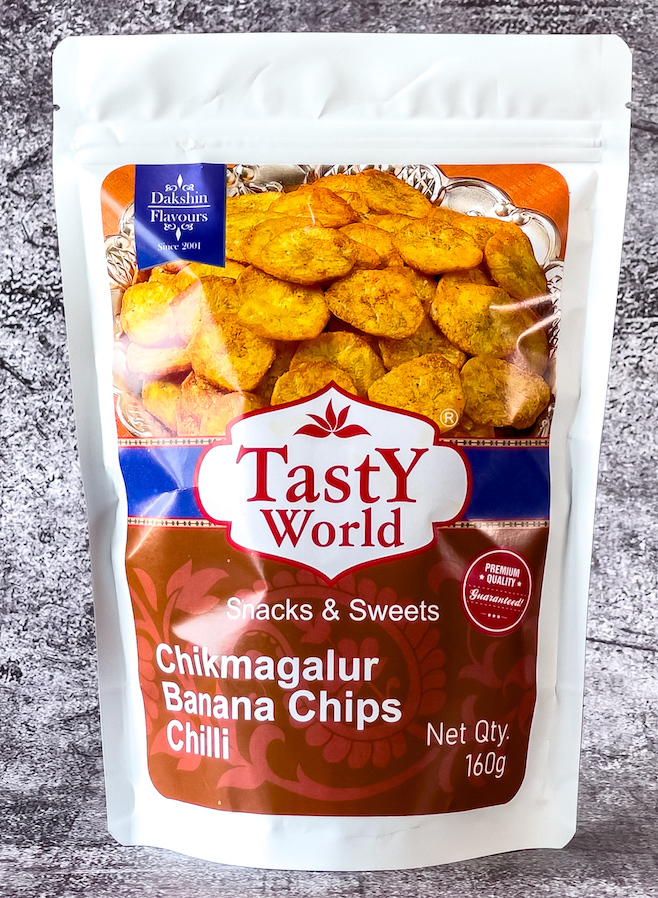 Dakshin
Flavours
Since 2001
®
TastY
World
PREMIUM
QUALITY
Guaranteed!
Snacks & Sweets
Chikmagalur
Banana Chips
Chilli
Net Qty.
160g